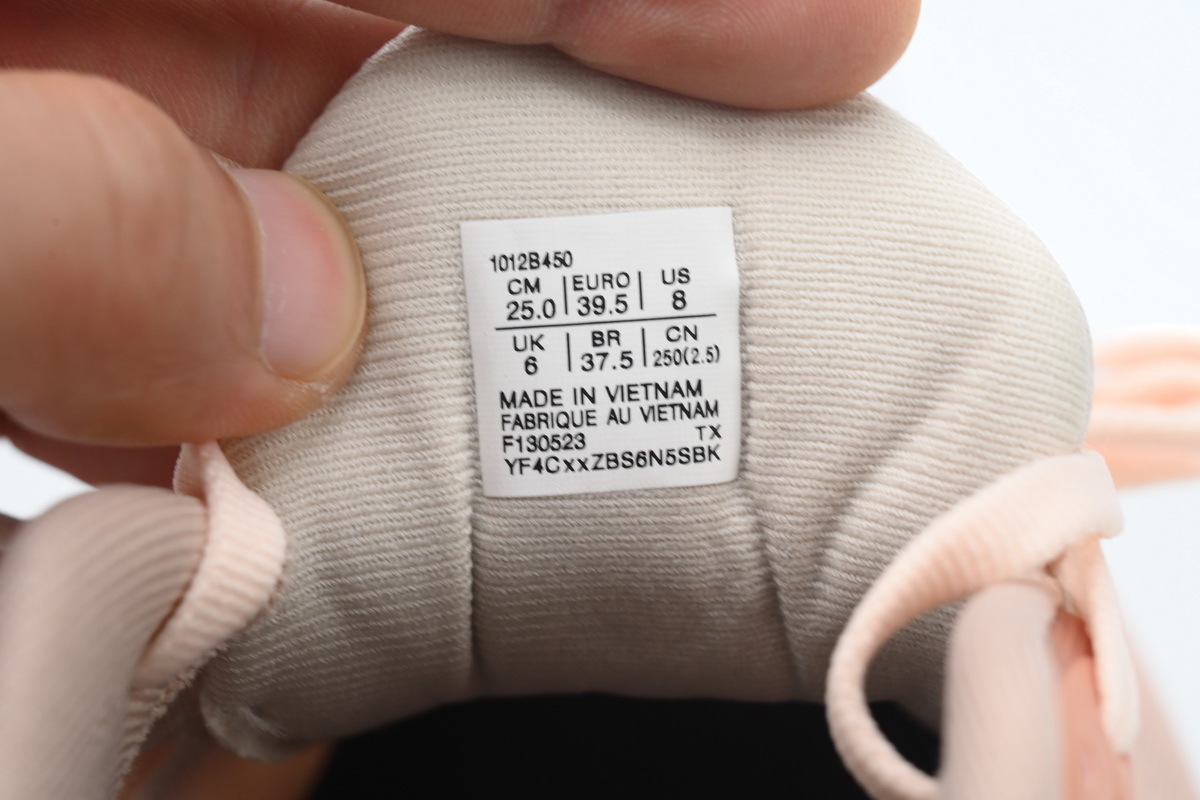 1012B450
CM | EURO | US
25.0 | 39.5 | 8
UK | BR | CN
6 | 37.5 | 250(2.5)
MADE IN VIETNAM
FABRIQUE AU VIETNAM
F130523 TX
YF4CxxZBS6N5SBK